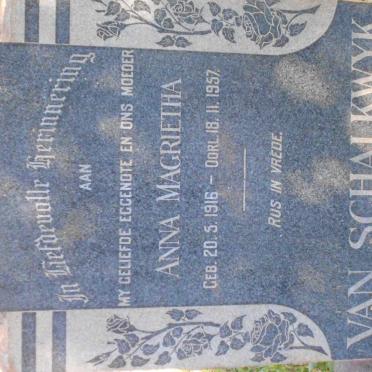 In Liefdevolle Herinnering
AAN
MY GELIEFDE EGGENOTE EN ONS MOEDER
ANNA MAGRIETHA
GEB. 20.5.1916 — OORL. 18.11.1957.
RUS IN VREDE.
VAN SCHALKWYK